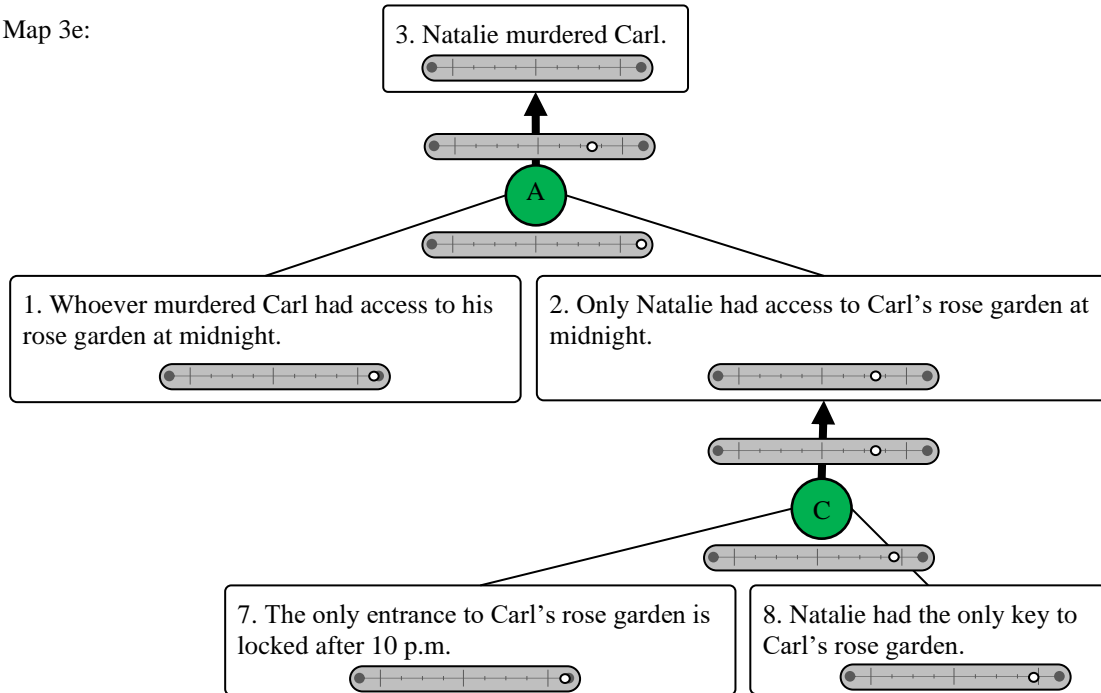 Map 3e:
3. Natalie murdered Carl.
A
1. Whoever murdered Carl had access to his
rose garden at midnight.
2. Only Natalie had access to Carl’s rose garden at
midnight.
C
7. The only entrance to Carl’s rose garden is
locked after 10 p.m.
8. Natalie had the only key to
Carl’s rose garden.